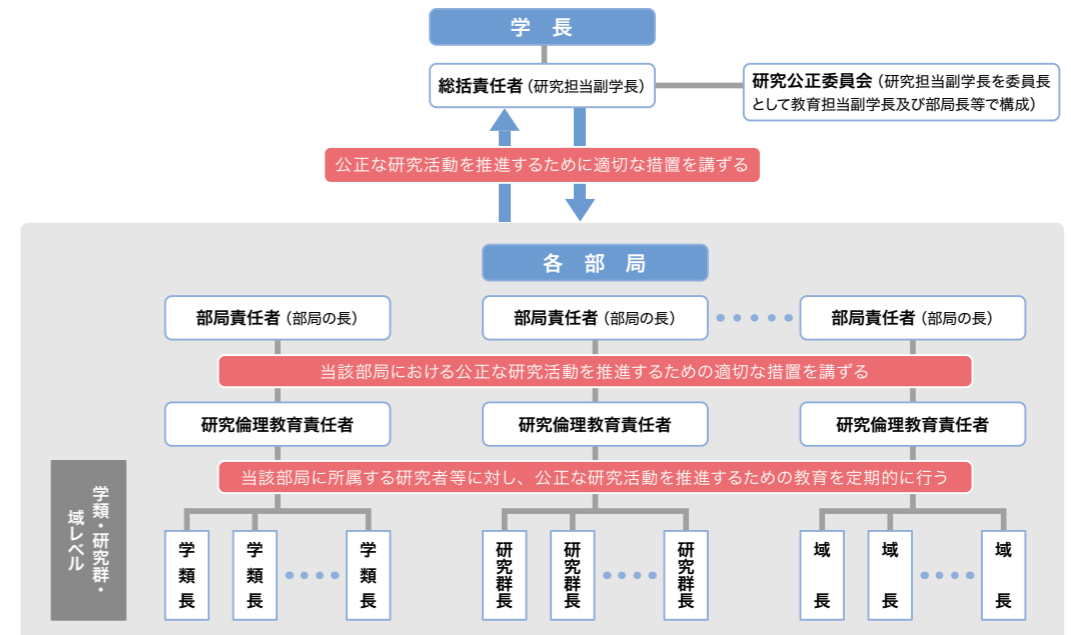 学 長
総括責任者（研究担当副学長）
研究公正委員会（研究担当副学長を委員長
として教育担当副学長及び部局長等で構成）
公正な研究活動を推進するために適切な措置を講ずる
各 部 局
部局責任者（部局の長）
部局責任者（部局の長）
部局責任者（部局の長）
当該部局における公正な研究活動を推進するための適切な措置を講ずる
研究倫理教育責任者
研究倫理教育責任者
研究倫理教育責任者
当該部局に所属する研究者等に対し、公正な研究活動を推進するための教育を定期的に行う
学類・研究群・
域レベル
学類長
学類長
学類長
研究群長
研究群長
研究群長
域長
域長
域長